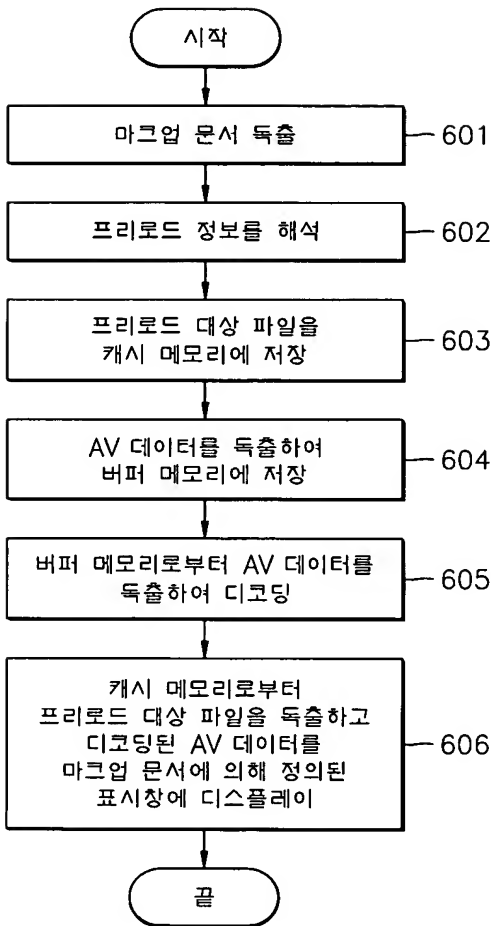 시작
마크업 문서 독출
601
프리로드 정보를 해석
602
프리로드 대상 파일을
캐시 메모리에 저장
603
AV 데이터를 독출하여
버퍼 메모리에 저장
604
버퍼 메모리로부터 AV 데이터를
독출하여 디코딩
605
캐시 메모리로부터
프리로드 대상 파일을 독출하고
디코딩된 AV 데이터를
마크업 문서에 의해 정의된
표시창에 디스플레이
606
끝